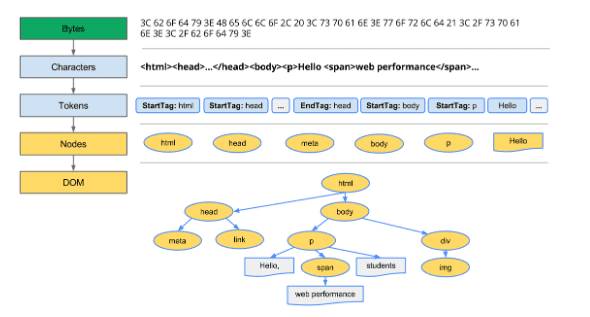 Bytes
3C 62 6F 64 79 3E 48 65 6C 6C 6F 2C 20 3C 73 70 61 6E 3E 77 6F 72 6C 64 21 3C 2F 73 70 61
6E 3E 3C 2F 62 6F 64 79 3E
Characters
<html><head>...</head><body><p>Hello <span>web performance</span>...
Tokens
StartTag: html
StartTag: head
...
EndTag: head
StartTag: body
StartTag: p
Hello
...
Nodes
html
head
meta
body
p
Hello
DOM
html
head
body
meta
link
p
div
Hello,
span
students
img
web performance